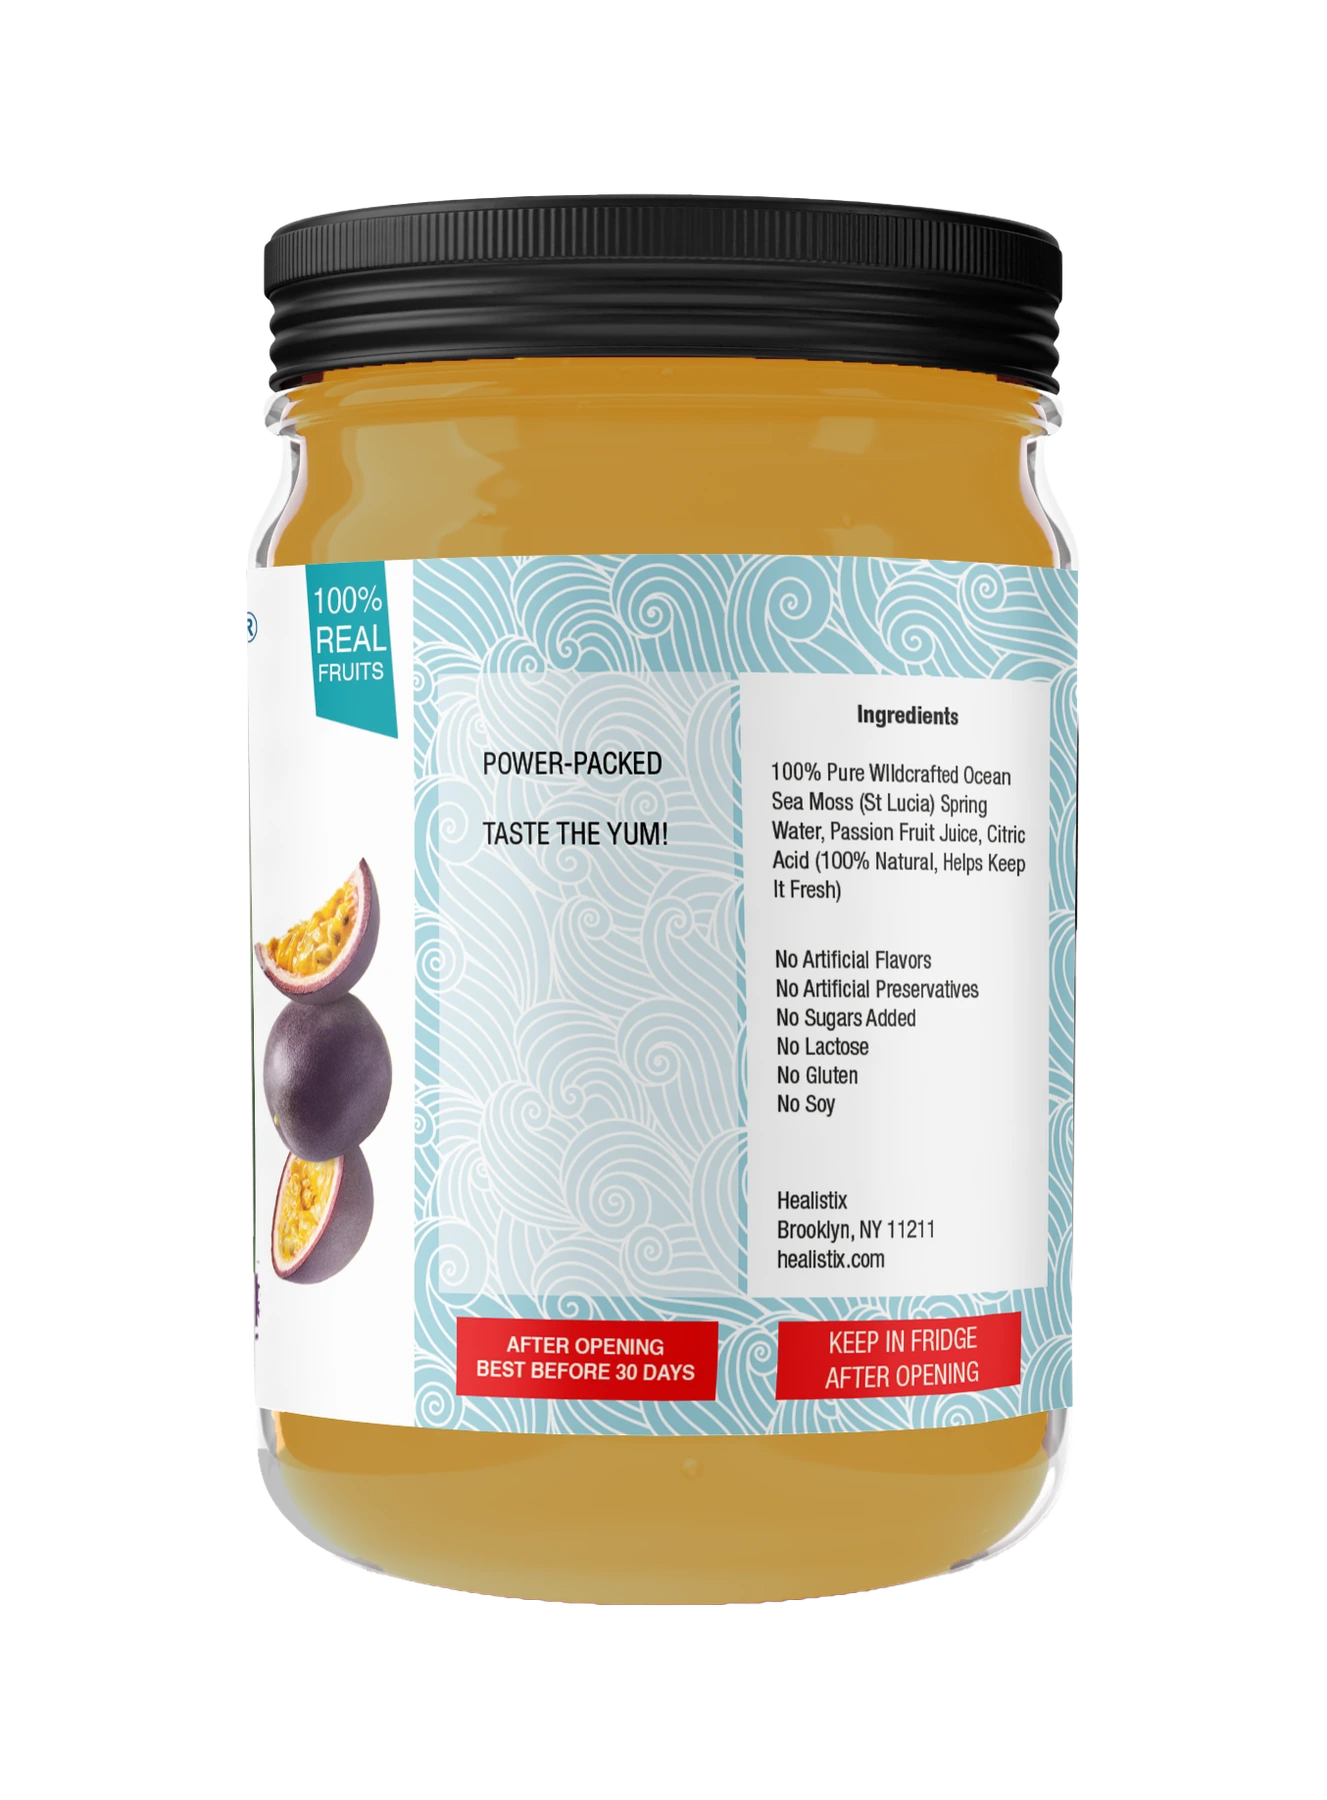 ®
100%
REAL
FRUITS
POWER-PACKED
TASTE THE YUM!
Ingredients
100% Pure WIldcrafted Ocean
Sea Moss (St Lucia) Spring
Water, Passion Fruit Juice, Citric
Acid (100% Natural, Helps Keep
It Fresh)
No Artificial Flavors
No Artificial Preservatives
No Sugars Added
No Lactose
No Gluten
No Soy
Healistix
Brooklyn, NY 11211
healistix.com
AFTER OPENING
BEST BEFORE 30 DAYS
KEEP IN FRIDGE
AFTER OPENING